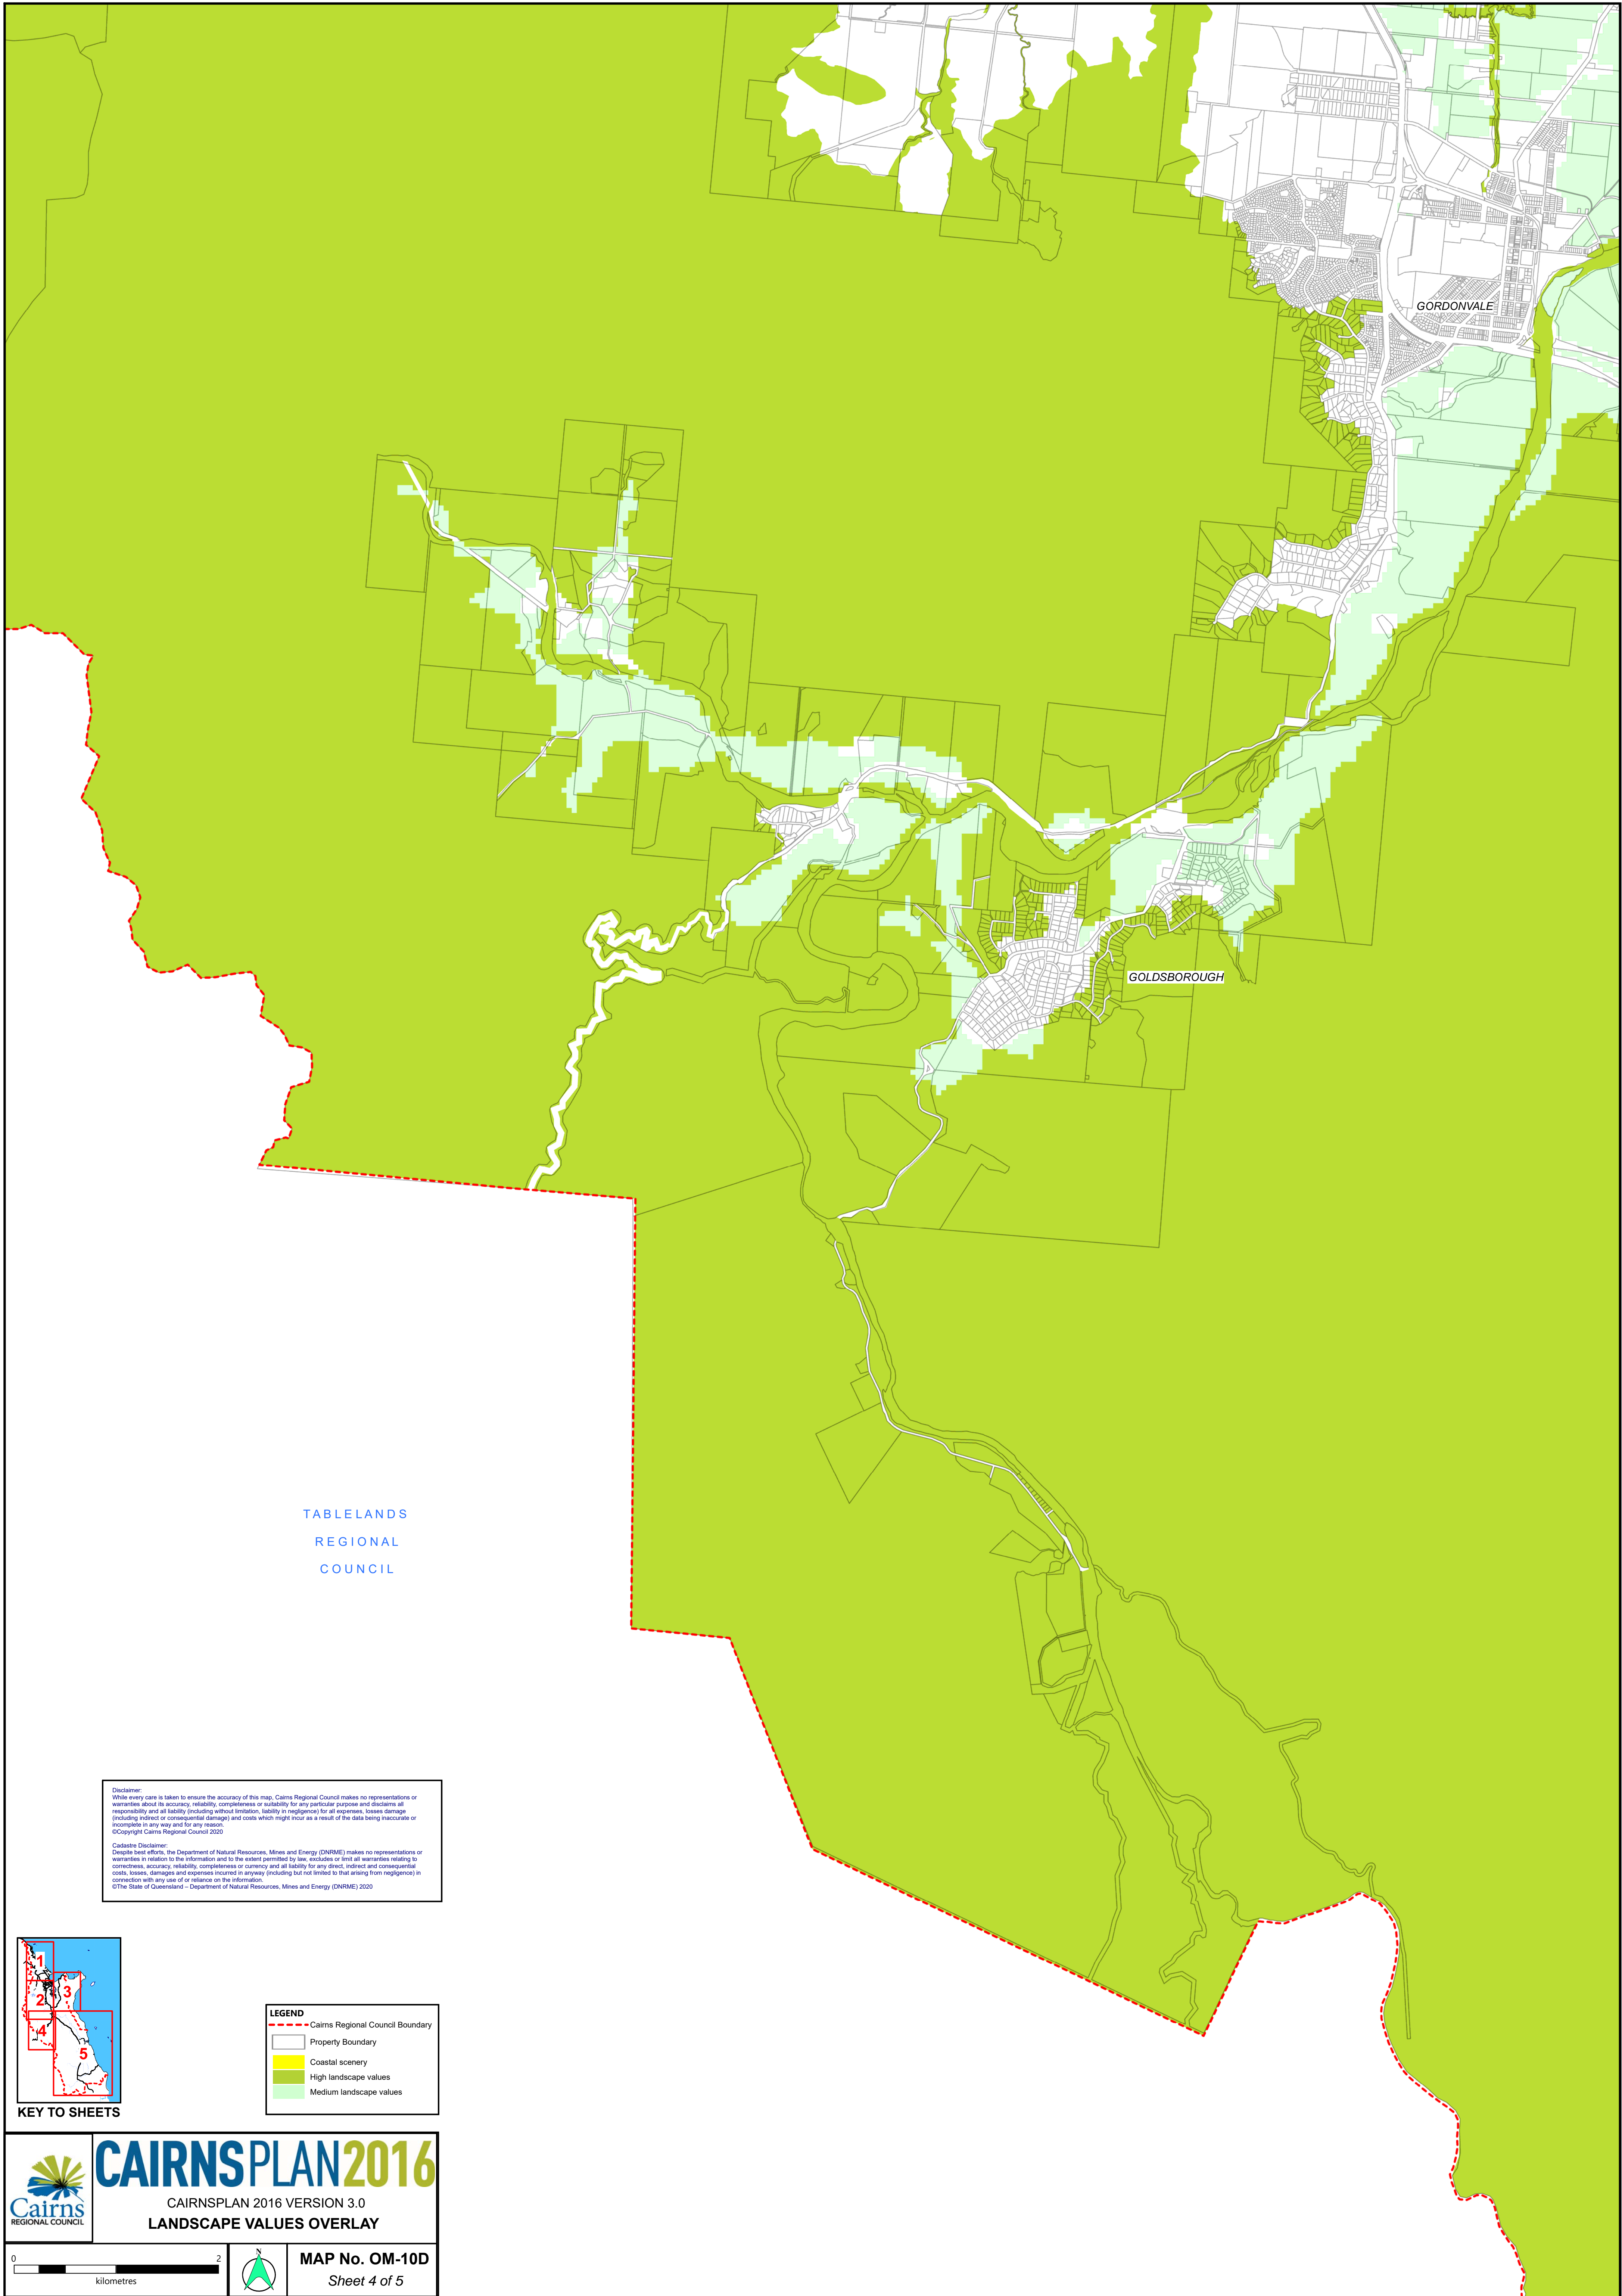 GORDONVALE
GOLDSBOROUGH
TABLELANDS
REGIONAL
COUNCIL
Disclaimer:
While every care is taken to ensure the accuracy of this map, Cairns Regional Council makes no representations or
warranties about its accuracy, reliability, completeness or suitability for any particular purpose and disclaims all
responsibility and all liability (including without limitation, liability in negligence) for all expenses, losses damage
(including indirect or consequential damage) and costs which might incur as a result of the data being inaccurate or
incomplete in any way and for any reason.
©Copyright Cairns Regional Council 2020
Cadastre Disclaimer:
Despite best efforts, the Department of Natural Resources, Mines and Energy (DNRME) makes no representations or
warranties in relation to the information and to the extent permitted by law, excludes or limit all warranties relating to
correctness, accuracy, reliability, completeness or currency and all liability for any direct, indirect and consequential
costs, losses, damages and expenses incurred in anyway (including but not limited to that arising from negligence) in
connection with any use of or reliance on the information.
©The State of Queensland – Department of Natural Resources, Mines and Energy (DNRME) 2020
1
2
3
4
5
KEY TO SHEETS
LEGEND
Cairns Regional Council Boundary
Property Boundary
Coastal scenery
High landscape values
Medium landscape values
Cairns
REGIONAL COUNCIL
CAIRNSPLAN2016
CAIRNSPLAN 2016 VERSION 3.0
LANDSCAPE VALUES OVERLAY
0 2
kilometres
N
MAP No. OM-10D
Sheet 4 of 5